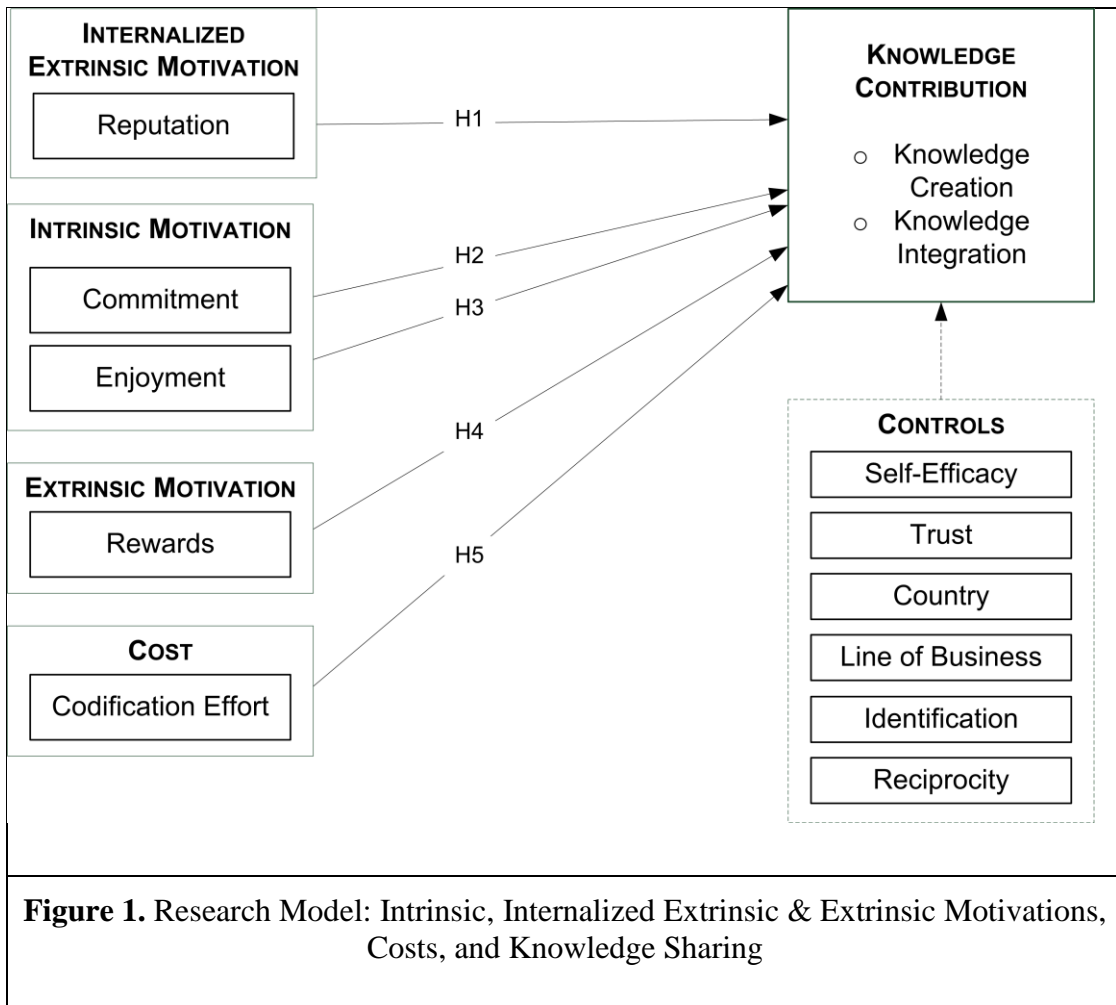 INTERNALIZED
EXTRINSIC MOTIVATION
Reputation
INTRINSIC MOTIVATION
Commitment
Enjoyment
EXTRINSIC MOTIVATION
Rewards
COST
Codification Effort
H1
H2
H3
H4
H5
KNOWLEDGE
CONTRIBUTION
○ Knowledge
Creation
○ Knowledge
Integration
CONTROLS
Self-Efficacy
Trust
Country
Line of Business
Identification
Reciprocity
Figure 1. Research Model: Intrinsic, Internalized Extrinsic & Extrinsic Motivations,
Costs, and Knowledge Sharing